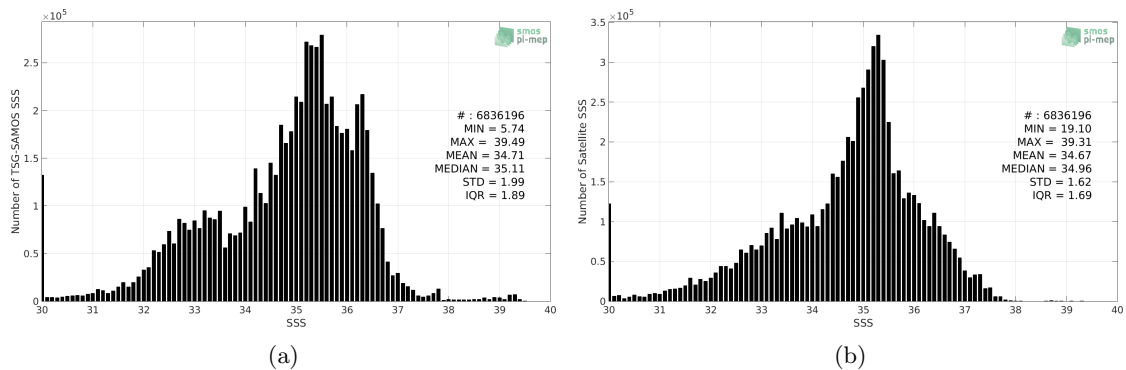 ×10⁵
smos
pi-mep
Number of TSG-SAMOS SSS
2.5
2
1.5
1
0.5
0
# : 6836196
MIN = 5.74
MAX = 39.49
MEAN = 34.71
MEDIAN = 35.11
STD = 1.99
IQR = 1.89
30 31 32 33 34 35 36 37 38 39 40
SSS
(a)
×10⁵
smos
pi-mep
Number of Satellite SSS
3.5
3
2.5
2
1.5
1
0.5
0
# : 6836196
MIN = 19.10
MAX = 39.31
MEAN = 34.67
MEDIAN = 34.96
STD = 1.62
IQR = 1.69
30 31 32 33 34 35 36 37 38 39 40
SSS
(b)